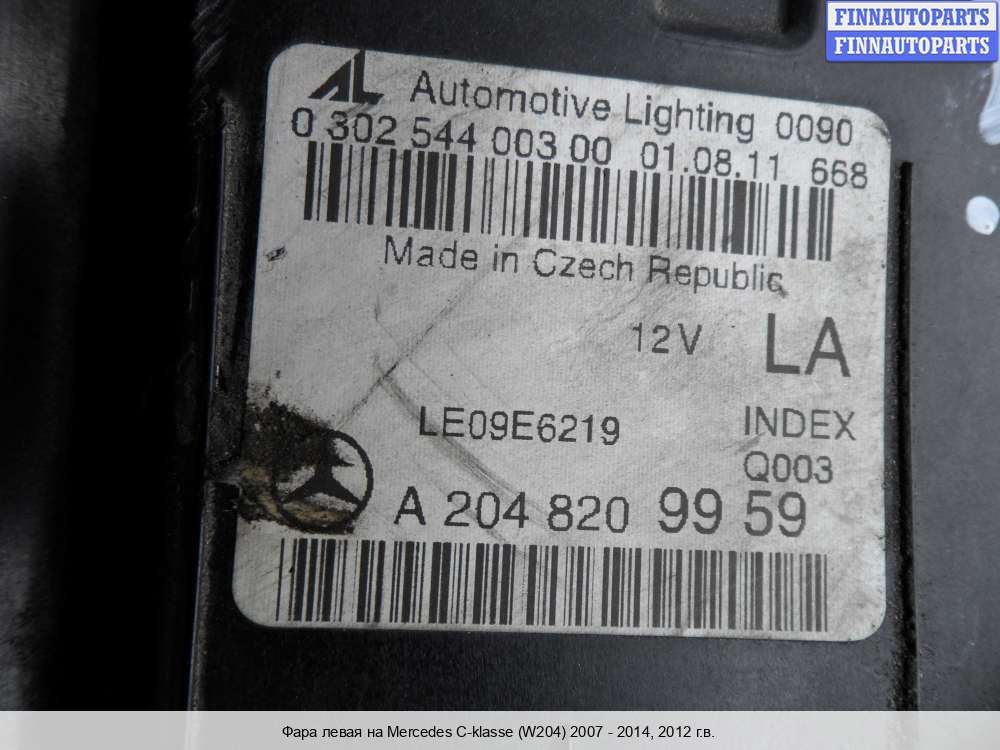 FINNAUTOPARTS
FINNAUTOPARTS
AL Automotive Lighting 0090
0 302 544 003 00 01.08.11 668
Made in Czech Republic
12V LA
LE09E6219 INDEX
Q003
A 204 820 99 59
Фара левая на Mercedes C-klasse (W204) 2007 - 2014, 2012 г.в.